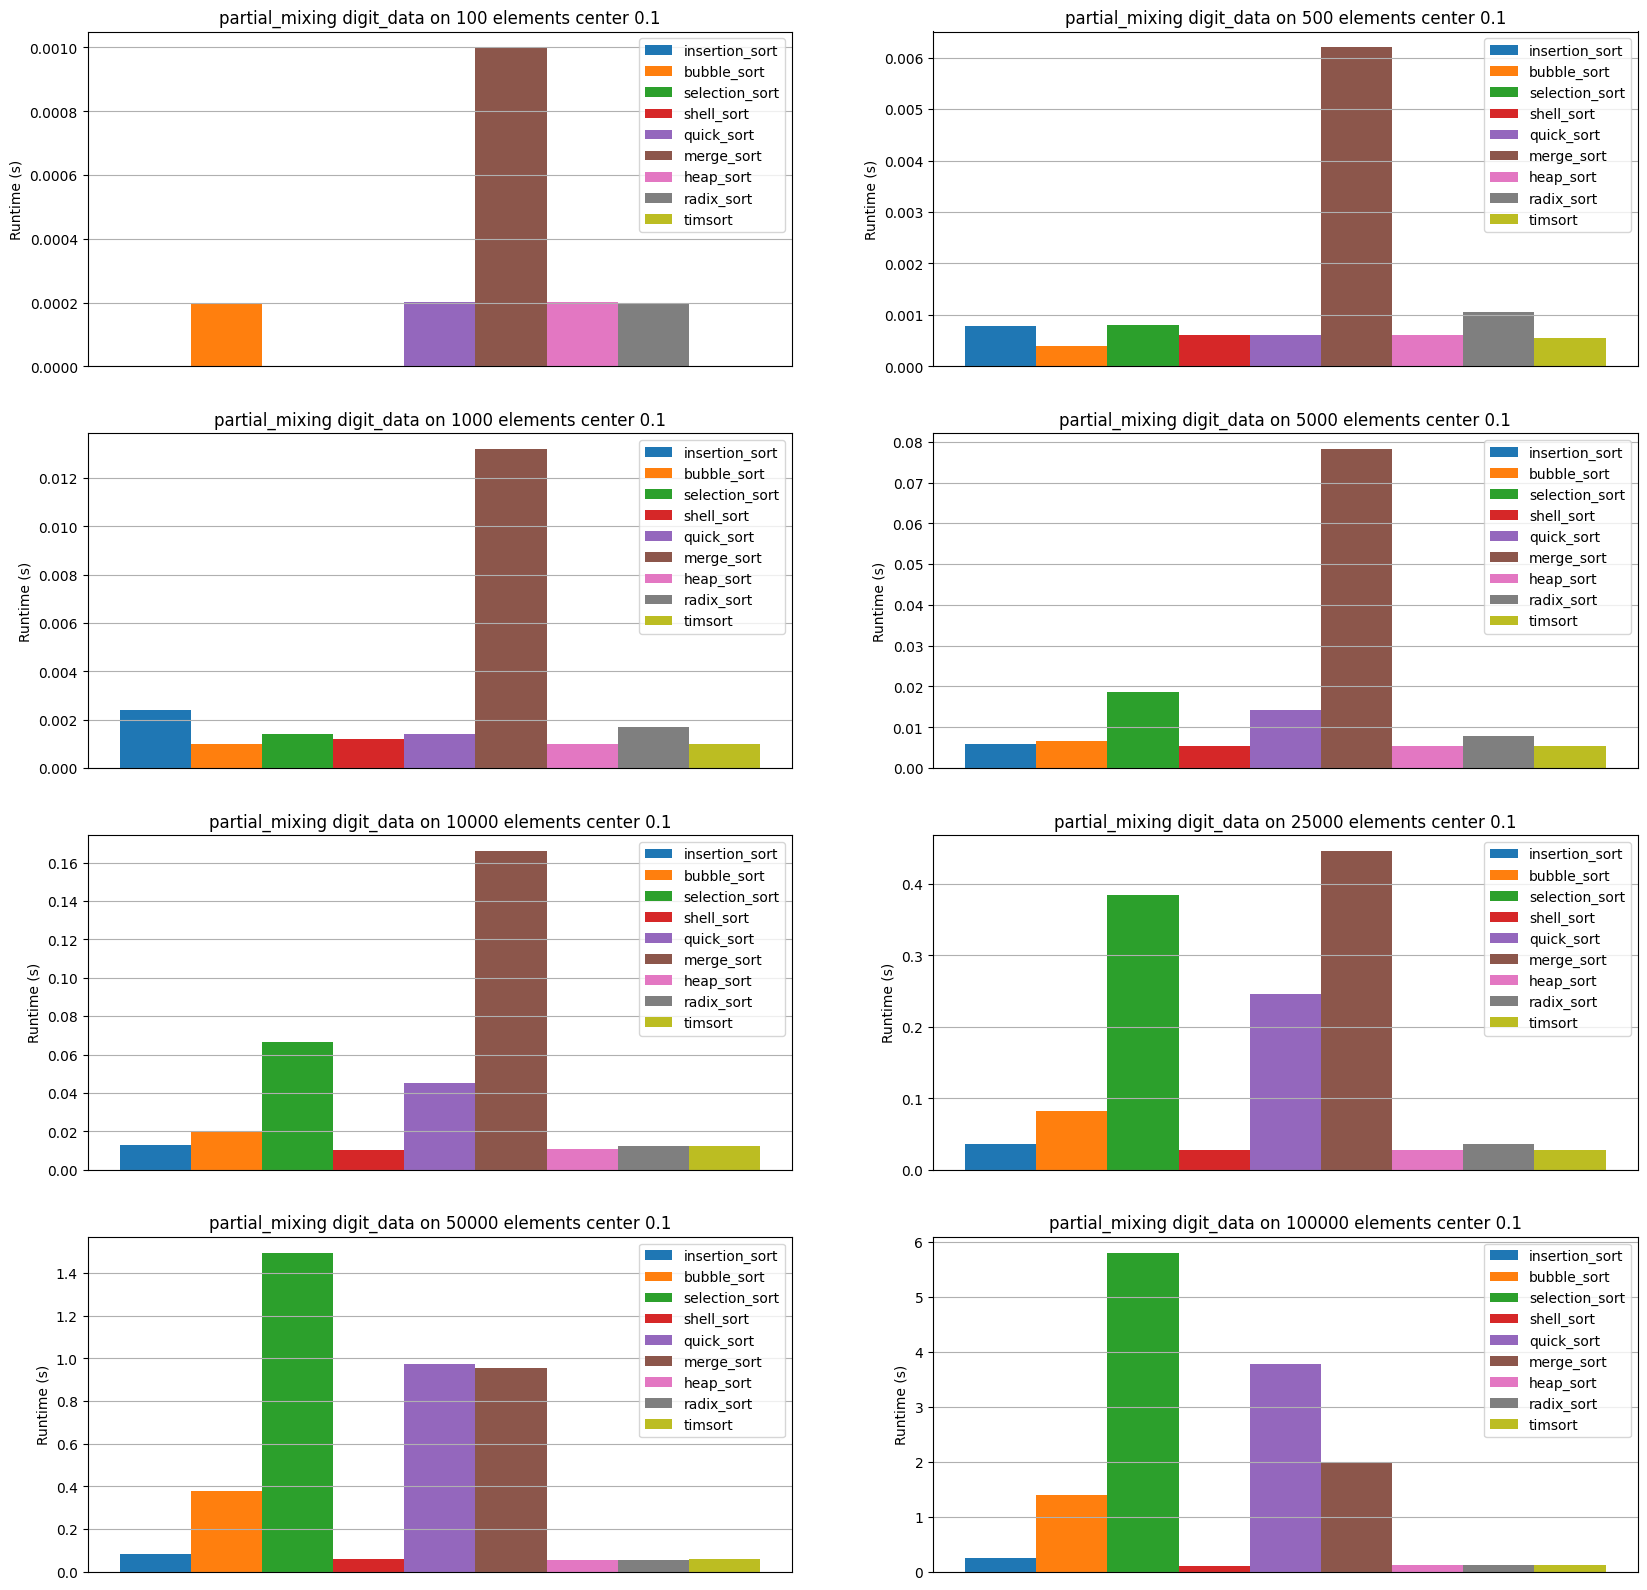 partial_mixing digit_data on 100 elements center 0.1
Runtime (s)
0.0010
0.0008
0.0006
0.0004
0.0002
0.0000
insertion_sort
bubble_sort
selection_sort
shell_sort
quick_sort
merge_sort
heap_sort
radix_sort
timsort
partial_mixing digit_data on 500 elements center 0.1
Runtime (s)
0.006
0.005
0.004
0.003
0.002
0.001
0.000
insertion_sort
bubble_sort
selection_sort
shell_sort
quick_sort
merge_sort
heap_sort
radix_sort
timsort
partial_mixing digit_data on 1000 elements center 0.1
Runtime (s)
0.012
0.010
0.008
0.006
0.004
0.002
0.000
insertion_sort
bubble_sort
selection_sort
shell_sort
quick_sort
merge_sort
heap_sort
radix_sort
timsort
partial_mixing digit_data on 5000 elements center 0.1
Runtime (s)
0.08
0.07
0.06
0.05
0.04
0.03
0.02
0.01
0.00
insertion_sort
bubble_sort
selection_sort
shell_sort
quick_sort
merge_sort
heap_sort
radix_sort
timsort
partial_mixing digit_data on 10000 elements center 0.1
Runtime (s)
0.16
0.14
0.12
0.10
0.08
0.06
0.04
0.02
0.00
insertion_sort
bubble_sort
selection_sort
shell_sort
quick_sort
merge_sort
heap_sort
radix_sort
timsort
partial_mixing digit_data on 25000 elements center 0.1
Runtime (s)
0.4
0.3
0.2
0.1
0.0
insertion_sort
bubble_sort
selection_sort
shell_sort
quick_sort
merge_sort
heap_sort
radix_sort
timsort
partial_mixing digit_data on 50000 elements center 0.1
Runtime (s)
1.4
1.2
1.0
0.8
0.6
0.4
0.2
0.0
insertion_sort
bubble_sort
selection_sort
shell_sort
quick_sort
merge_sort
heap_sort
radix_sort
timsort
partial_mixing digit_data on 100000 elements center 0.1
Runtime (s)
6
5
4
3
2
1
0
insertion_sort
bubble_sort
selection_sort
shell_sort
quick_sort
merge_sort
heap_sort
radix_sort
timsort